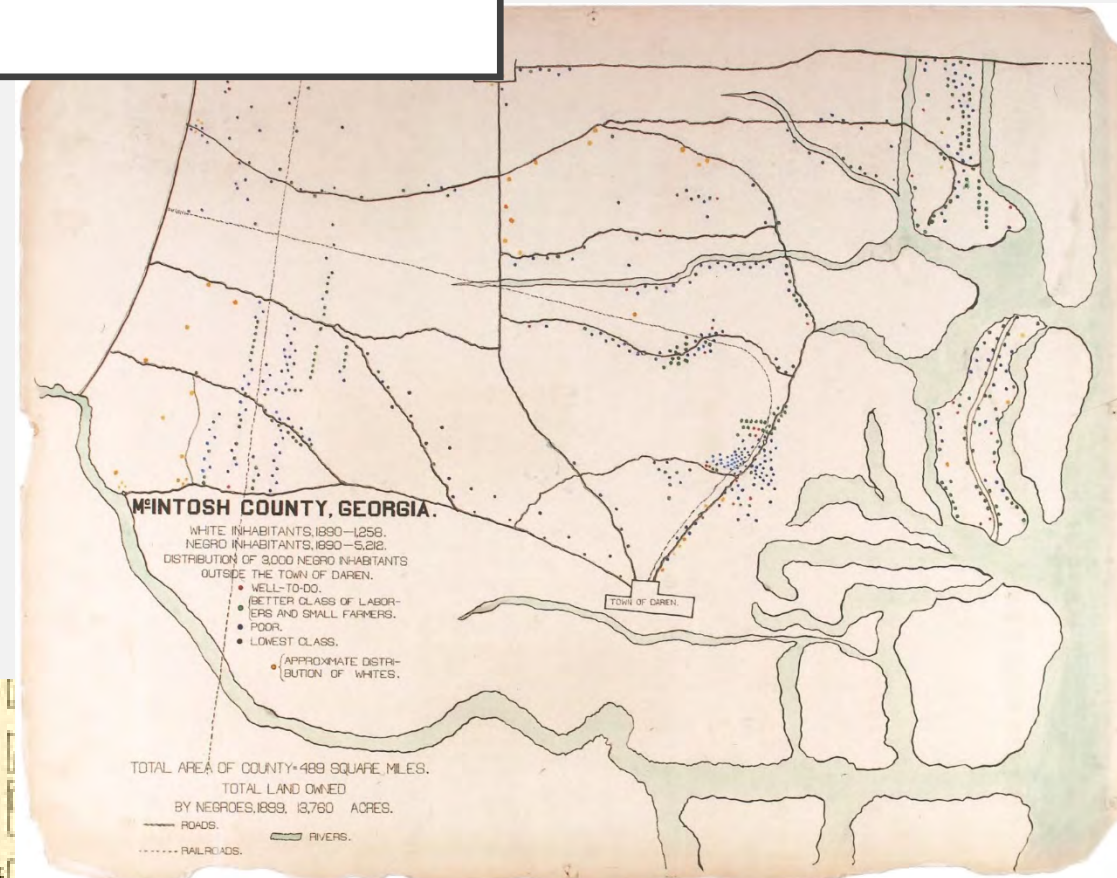 McINTOSH COUNTY, GEORGIA.
WHITE INHABITANTS, 1890—1,258.
NEGRO INHABITANTS, 1890—5,212.
DISTRIBUTION OF 3,000 NEGRO INHABITANTS
OUTSIDE THE TOWN OF DARIEN.
WELL-TO-DO.
BETTER CLASS OF LABOR-
ERS AND SMALL FARMERS.
POOR.
LOWEST CLASS.
APPROXIMATE DISTRI-
BUTION OF WHITES.
TOWN OF DARIEN.
TOTAL AREA OF COUNTY=489 SQUARE MILES.
TOTAL LAND OWNED
BY NEGROES, 1899, 13,760 ACRES.
ROADS.
RIVERS.
RAILROADS.